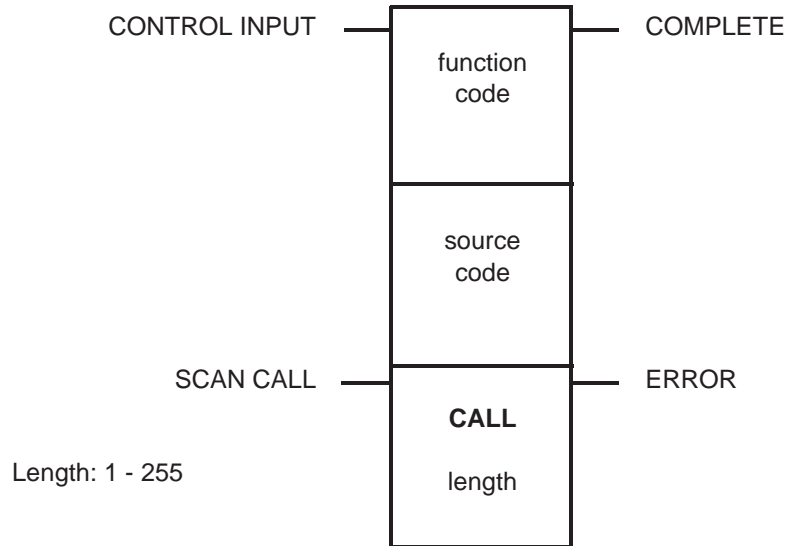 CONTROL INPUT
COMPLETE
function
code
source
code
SCAN CALL
ERROR
CALL
Length: 1 - 255
length